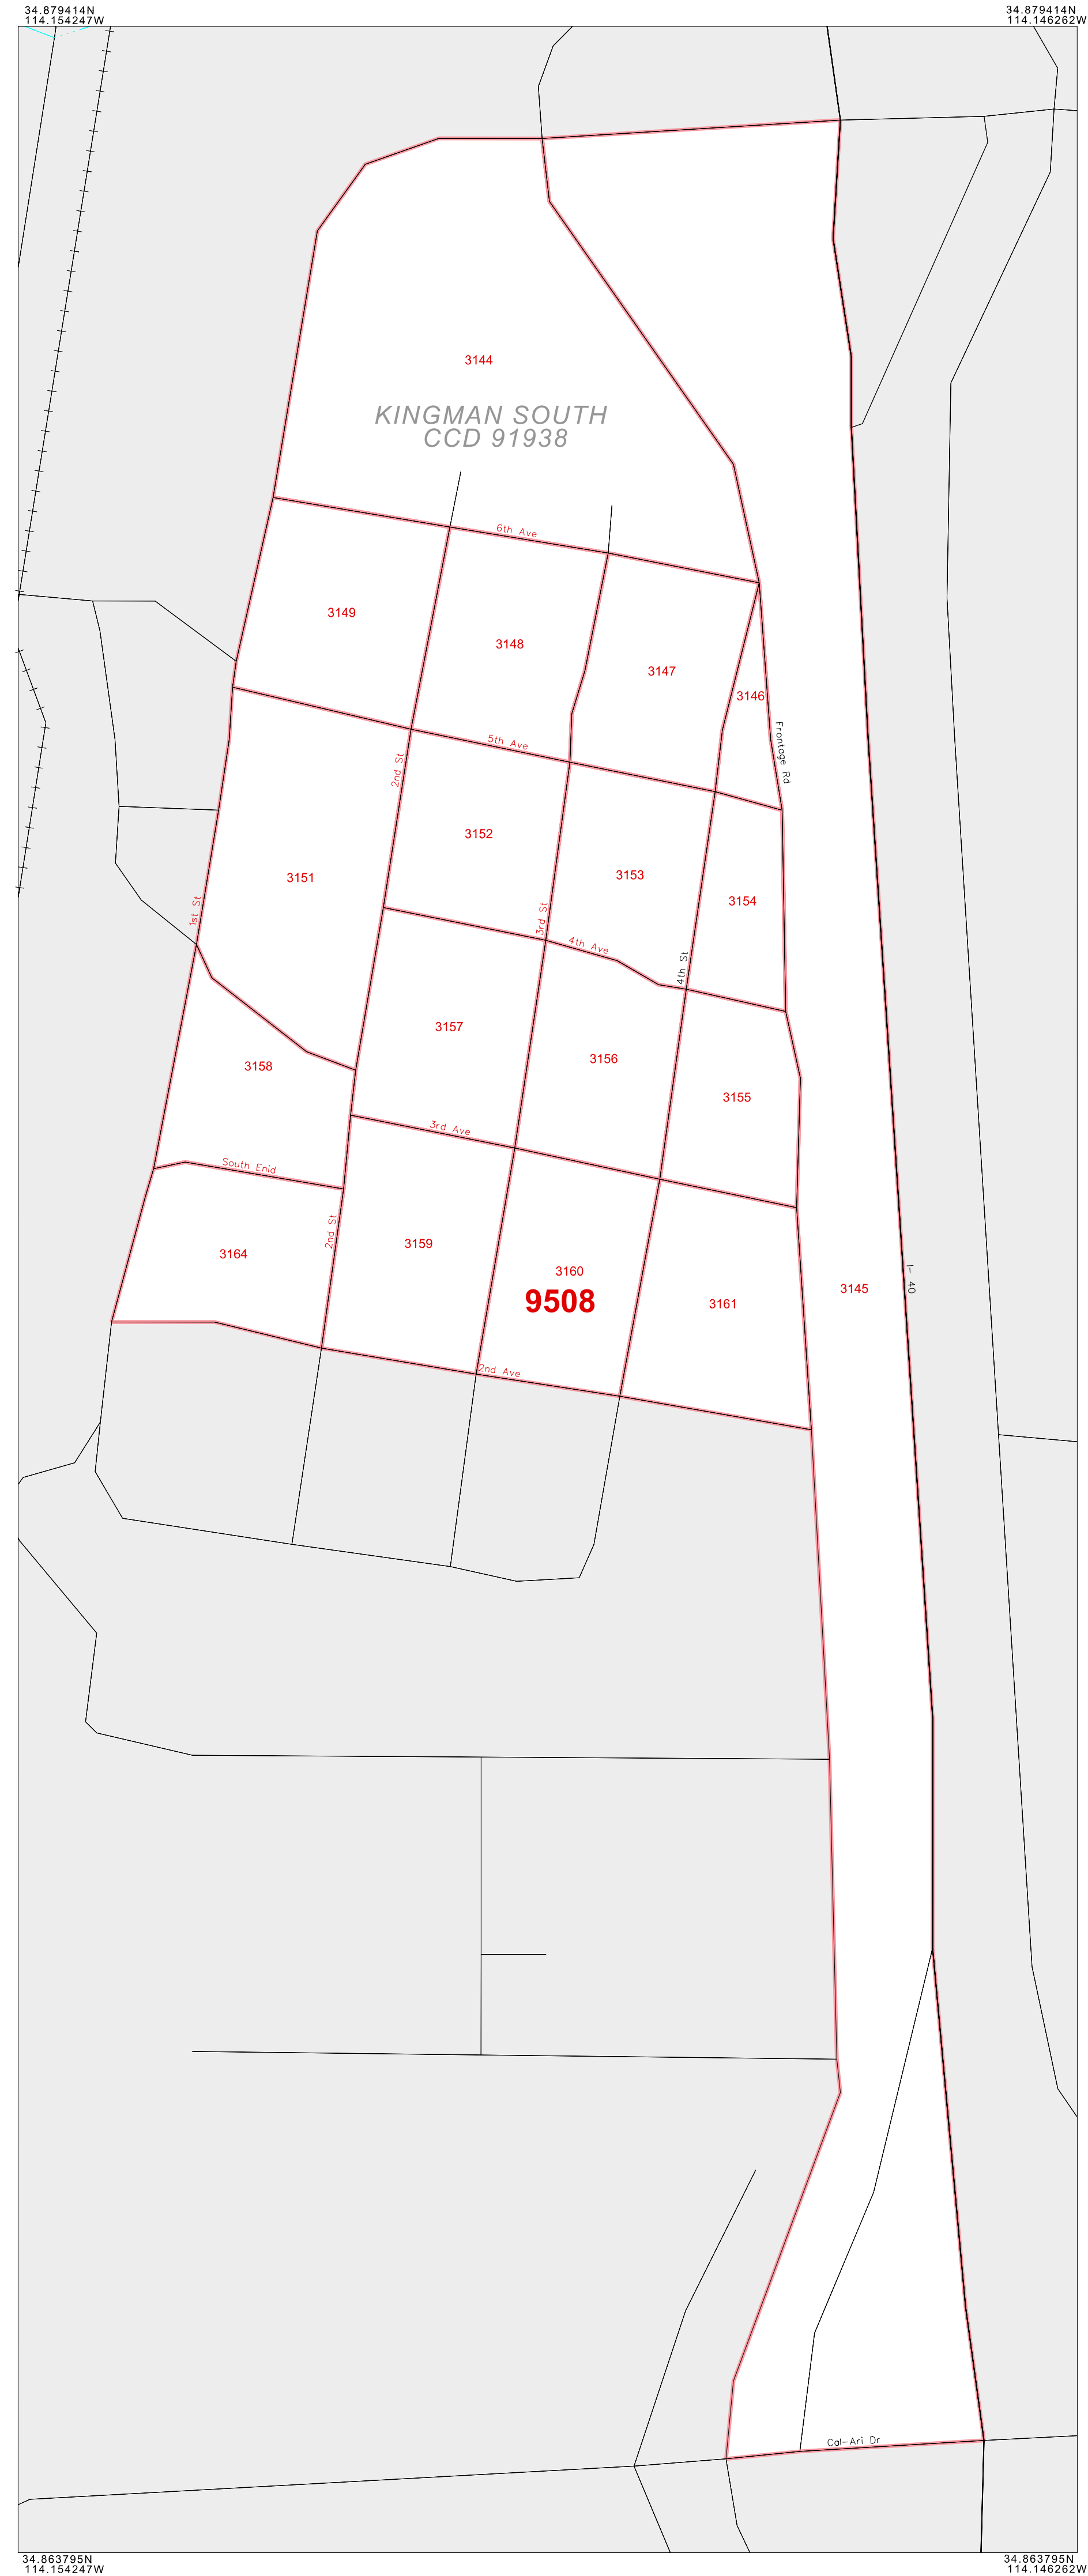 34.879414N
114.154247W
34.879414N
114.146262W
3144
KINGMAN SOUTH
CCD 91938
6th Ave
3149
3148
3147
3146
Frontage Rd
5th Ave
2nd St
3152
3151
3153
3154
1st St
3rd St
4th Ave
4th St
3157
3156
3158
3155
3rd Ave
South Enid
2nd St
3159
3164
3160
9508
3161
3145
I- 40
2nd Ave
Cal-Ari Dr
34.863795N
114.154247W
34.863795N
114.146262W